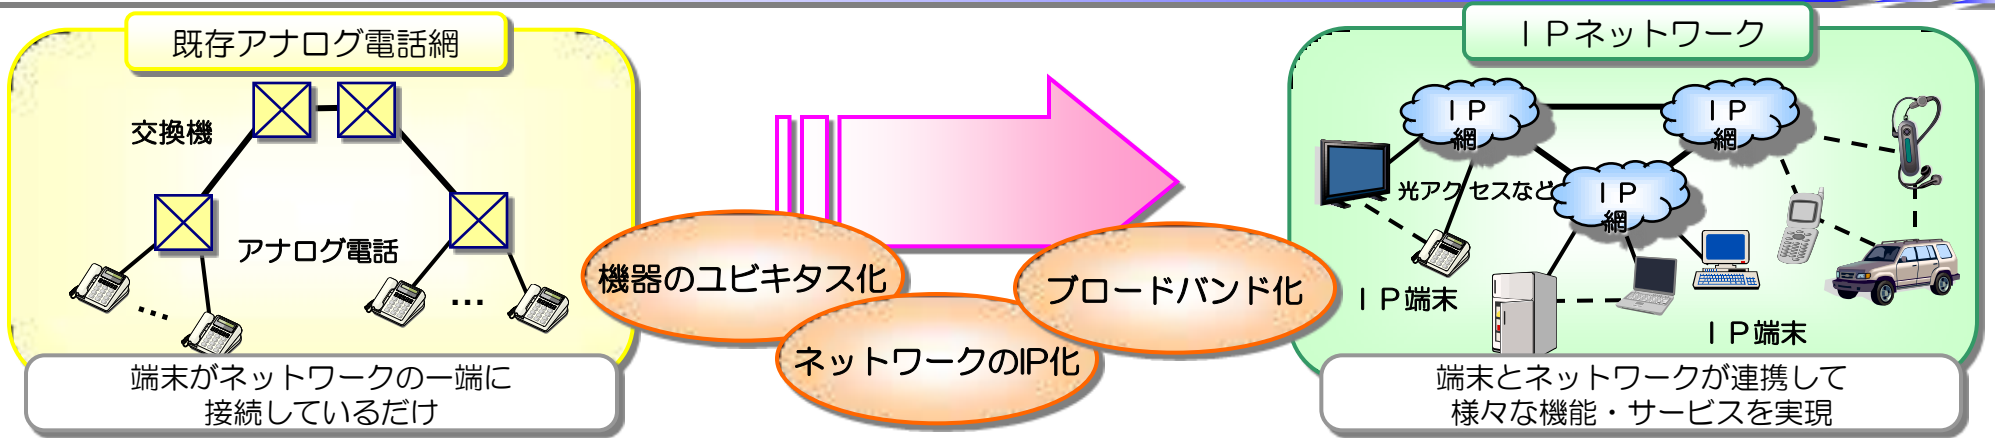 既存アナログ電話網
交換機
アナログ電話
…
…
端末がネットワークの一端に
接続しているだけ
機器のユビキタス化
ネットワークのIP化
ブロードバンド化
ＩＰネットワーク
ＩＰ
網
ＩＰ
網
光アクセスなど
ＩＰ
網
ＩＰ端末
ＩＰ端末
端末とネットワークが連携して
様々な機能・サービスを実現